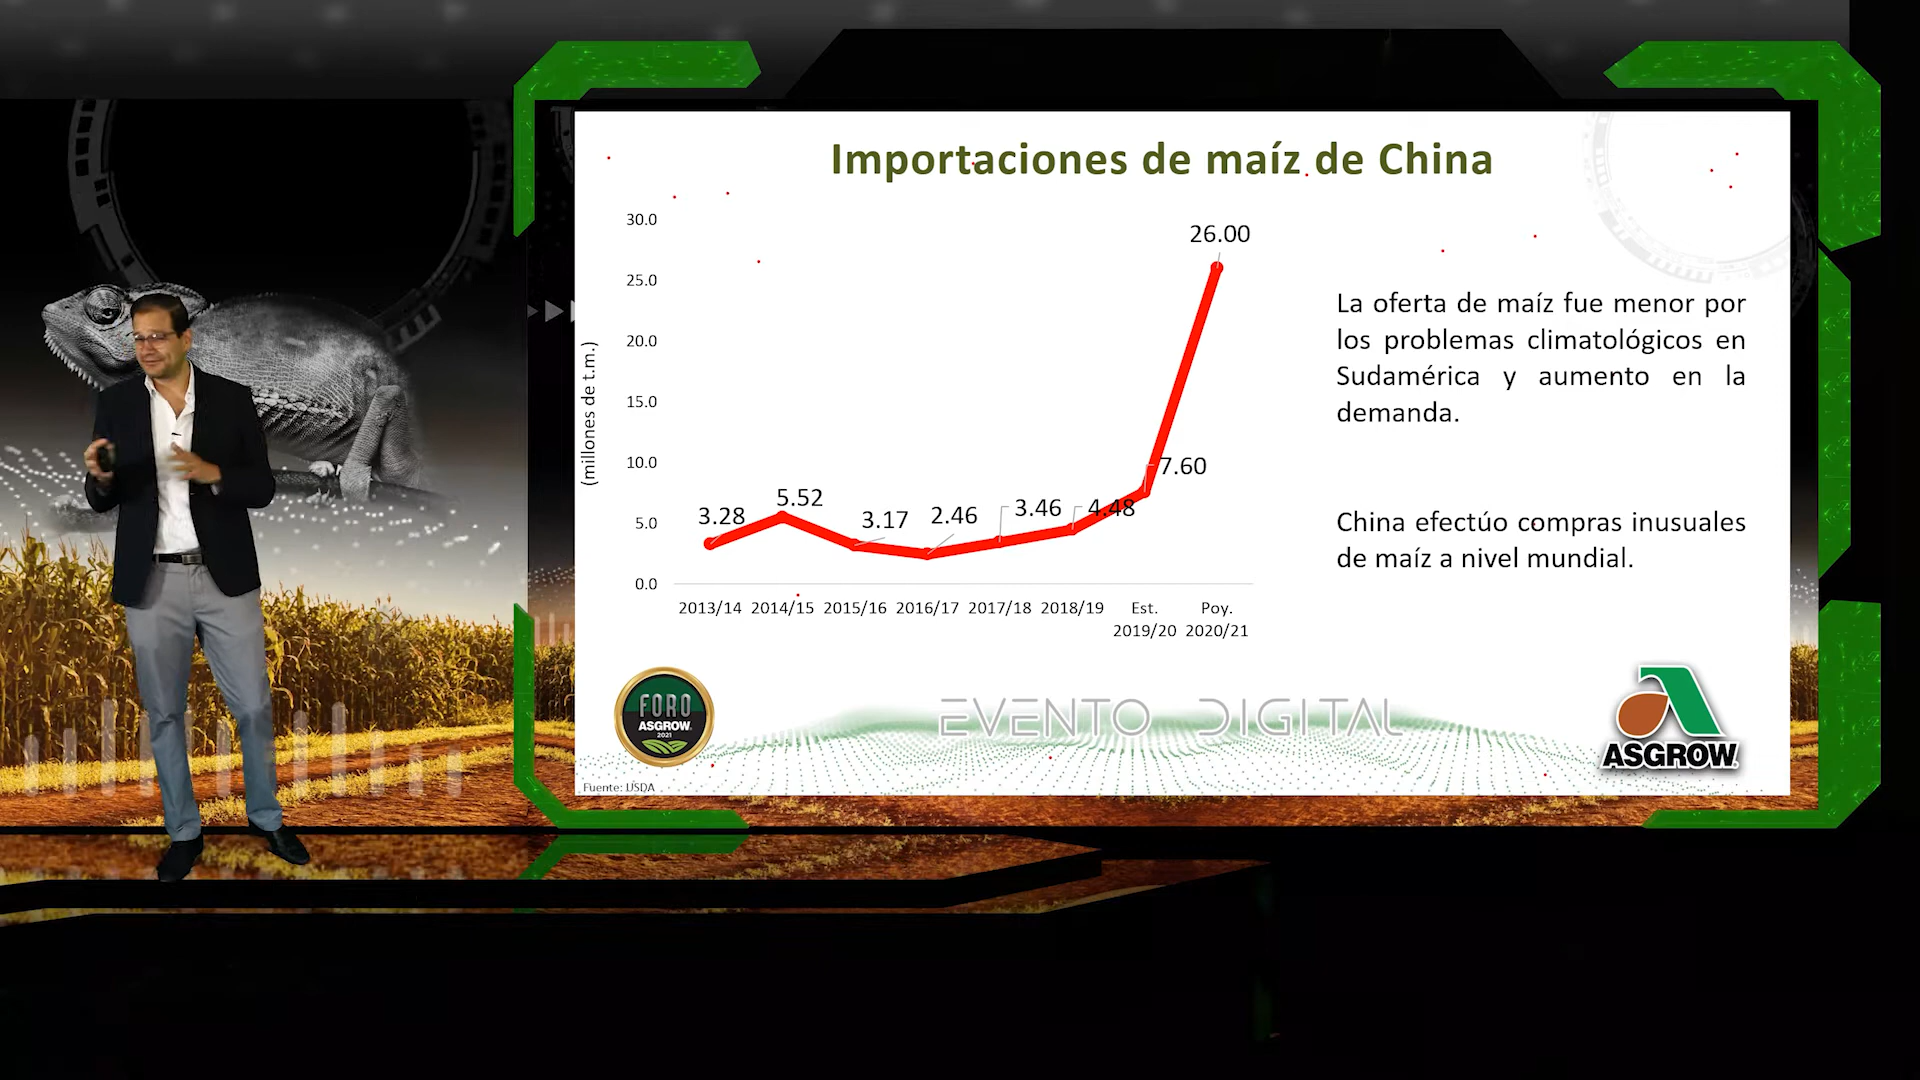 Importaciones de maíz de China
30.0
25.0
20.0
15.0
10.0
5.0
0.0
(millones de t.m.)
3.28
5.52
3.17
2.46
3.46
4.48
7.60
26.00
2013/14 2014/15 2015/16 2016/17 2017/18 2018/19 Est. Poy.
2019/20 2020/21
La oferta de maíz fue menor por
los problemas climatológicos en
Sudamérica y aumento en la
demanda.
China efectúo compras inusuales
de maíz a nivel mundial.
FORO
ASGROW
2021
EVENTO DIGITAL
ASGROW
Fuente: USDA